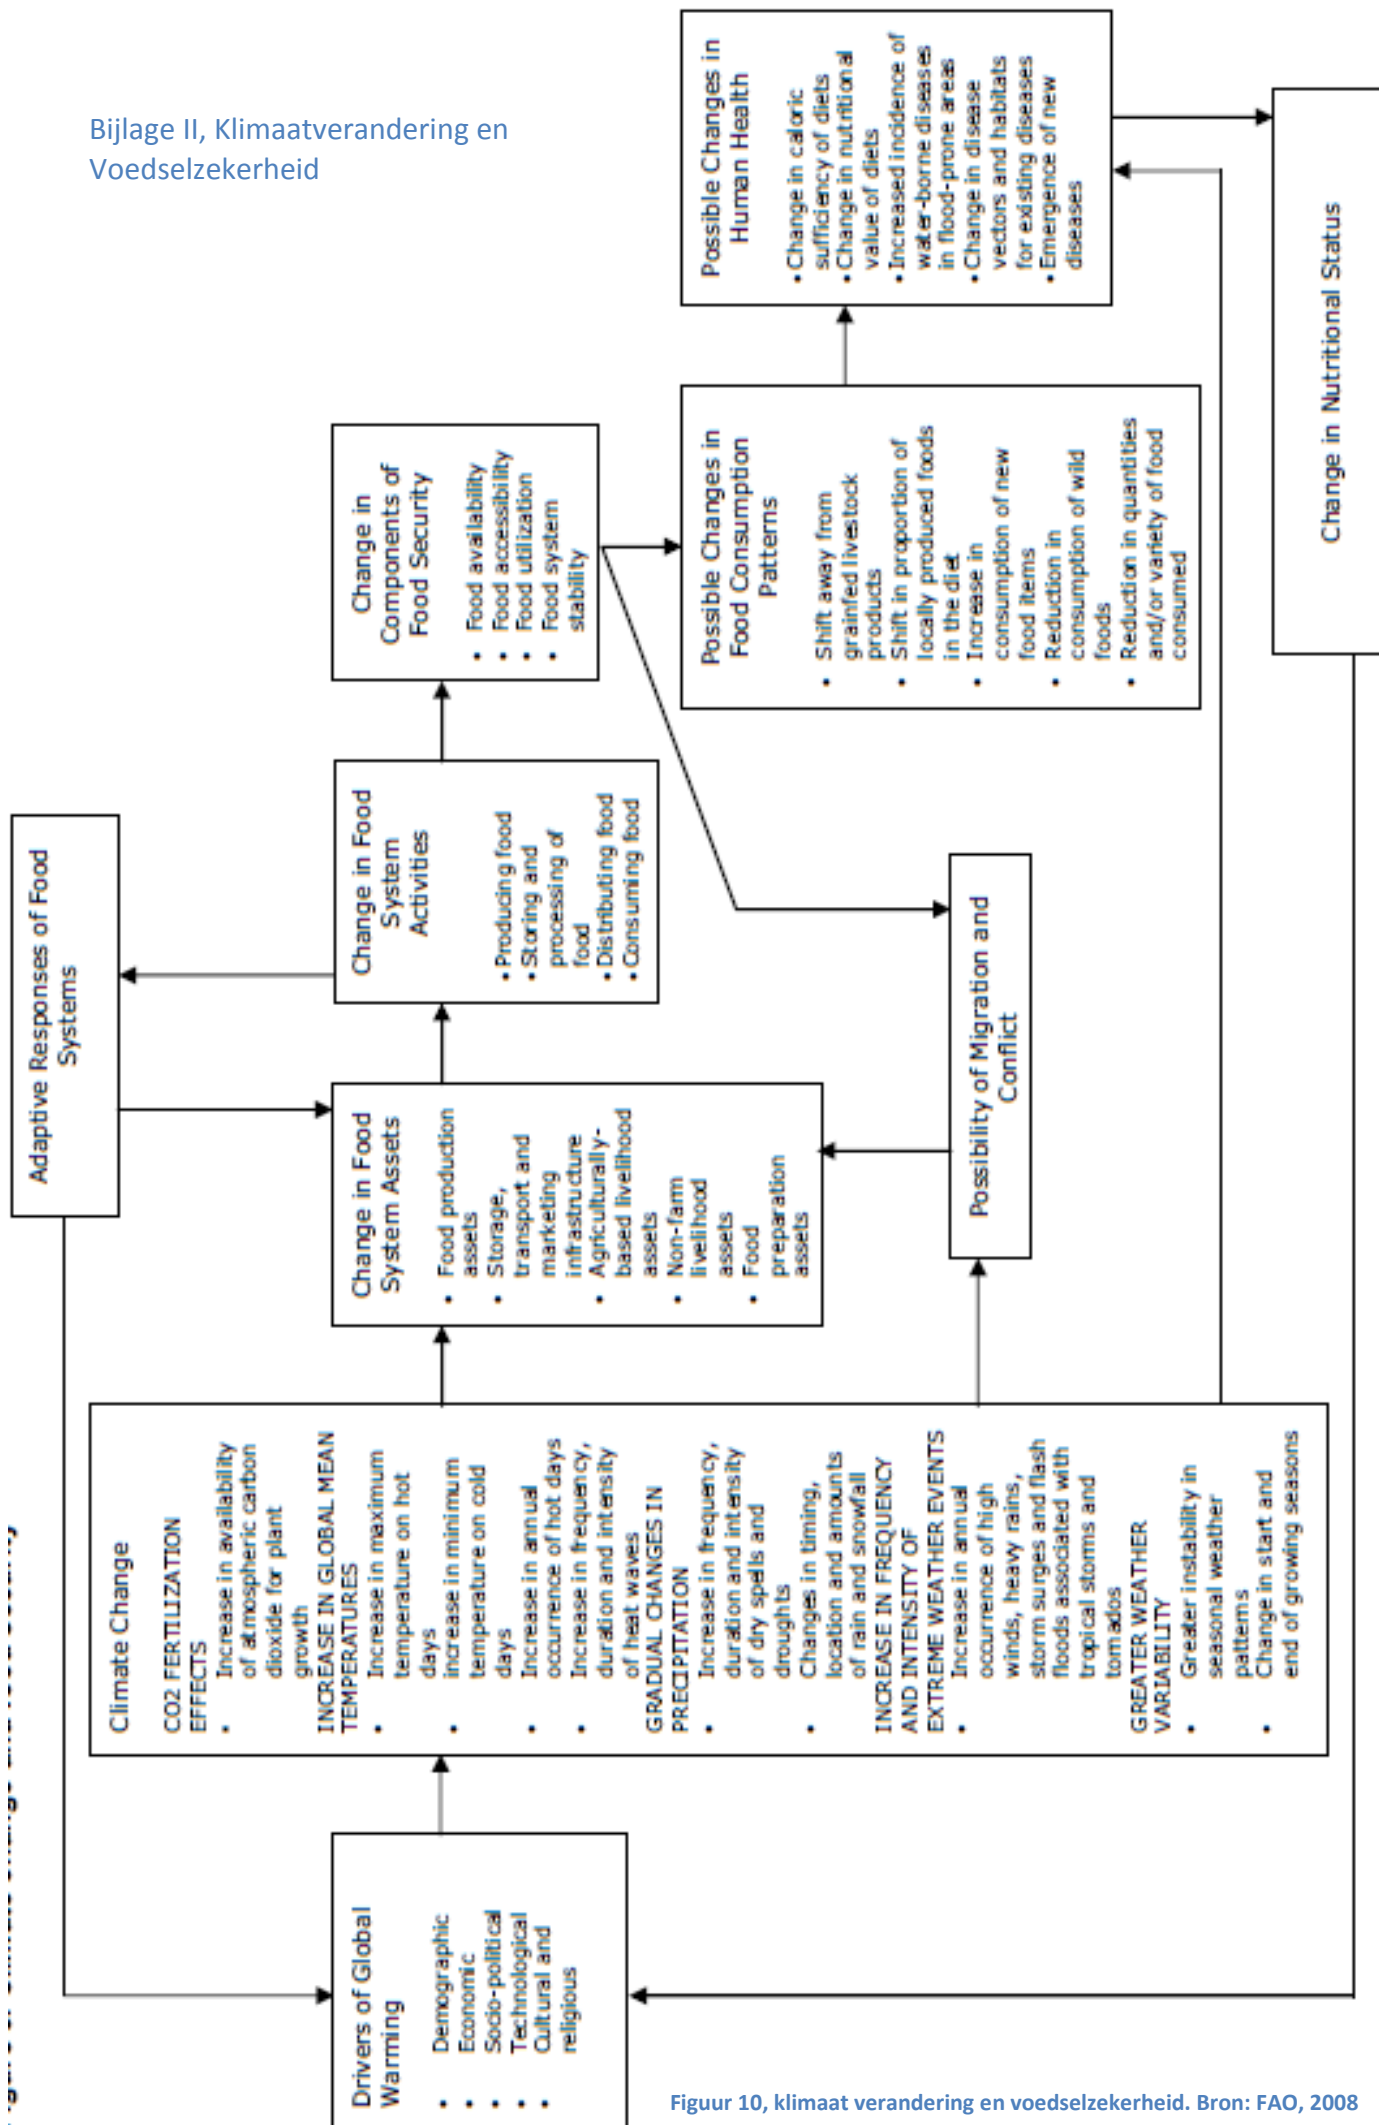 Bijlage II, Klimaatverandering en
Voedselzekerheid
Adaptive Responses of Food
Systems
Drivers of Global
Warming
• Demographic
• Economic
• Socio-political
• Technological
• Cultural and
religious
Climate Change
CO2 FERTILIZATION
EFFECTS
• Increase in availability
of atmospheric carbon
dioxide for plant
growth
INCREASE IN GLOBAL MEAN
TEMPERATURES
• Increase in maximum
temperature on hot
days
• increase in minimum
temperature on cold
days
• Increase in annual
occurrence of hot days
• Increase in frequency,
duration and intensity
of heat waves
GRADUAL CHANGES IN
PRECIPITATION
• Increase in frequency,
duration and intensity
of dry spells and
droughts
• Changes in timing,
location and amounts
of rain and snowfall
INCREASE IN FREQUENCY
AND INTENSITY OF
EXTREME WEATHER EVENTS
• Increase in annual
occurrence of high
winds, heavy rains,
storm surges and flash
floods associated with
tropical storms and
tornados
GREATER WEATHER
VARIABILITY
• Greater instability in
seasonal weather
patterns
• Change in start and
end of growing seasons
Change in Food
System Assets
• Food production
assets
• Storage,
transport and
marketing
infrastructure
• Agriculturally-
based livelihood
assets
• Non-farm
livelihood
assets
• Food
preparation
assets
Change in Food
System
Activities
• Producing food
• Storing and
processing of
food
• Distributing food
• Consuming food
Change in
Components of
Food Security
• Food availability
• Food accessibility
• Food utilization
• Food system
stability
Possibility of Migration and
Conflict
Possible Changes in
Food Consumption
Patterns
• Shift away from
grainfed livestock
products
• Shift in proportion of
locally produced foods
in the diet
• Increase in
consumption of new
food items
• Reduction in
consumption of wild
foods
• Reduction in quantities
and/or variety of food
consumed
Possible Changes in
Human Health
• Change in caloric
sufficiency of diets
• Change in nutritional
value of diets
• Increased incidence of
water-borne diseases
in flood-prone areas
• Change in disease
vectors and habitats
for existing diseases
• Emergence of new
diseases
Change in Nutritional Status
Figuur 10, klimaat verandering en voedselzekerheid. Bron: FAO, 2008